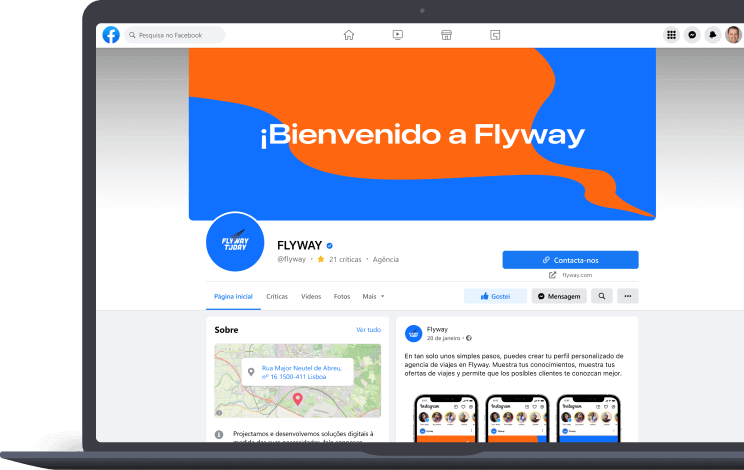 Pesquisa no Facebook
¡Bienvenido a Flyway
FLYWAY
TODAY
FLYWAY
@flyway · 21 críticas · Agência
Contacta-nos
flyway.com
Página inicial Críticas Vídeos Fotos Mais
Gostei Mensagem
Sobre Ver tudo
Rua Major Neutel de Abreu,
nº 16 1500-411 Lisboa
Projectamos e desenvolvemos soluções digitais à
Flyway
20 de janeiro
En tan solo unos simples pasos, puedes crear tu perfil personalizado de
agencia de viajes en Flyway. Muestra tus conocimientos, muestra tus
ofertas de viajes y permite que los posibles clientes te conozcan mejor.
Instagram Instagram Instagram